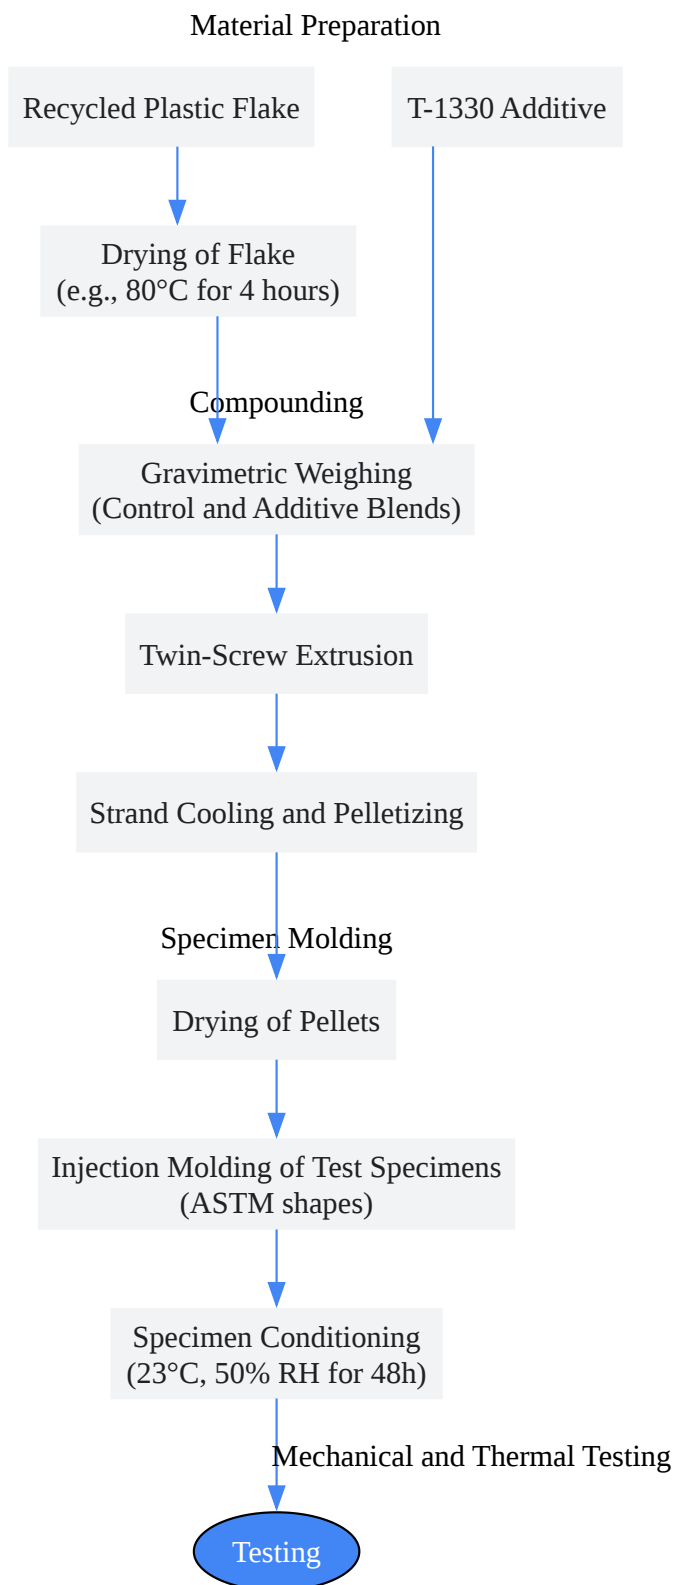 Material Preparation
Recycled Plastic Flake
T-1330 Additive
Drying of Flake
(e.g., 80°C for 4 hours)
Compounding
Gravimetric Weighing
(Control and Additive Blends)
Twin-Screw Extrusion
Strand Cooling and Pelletizing
Specimen Molding
Drying of Pellets
Injection Molding of Test Specimens
(ASTM shapes)
Specimen Conditioning
(23°C, 50% RH for 48h)
Mechanical and Thermal Testing
Testing